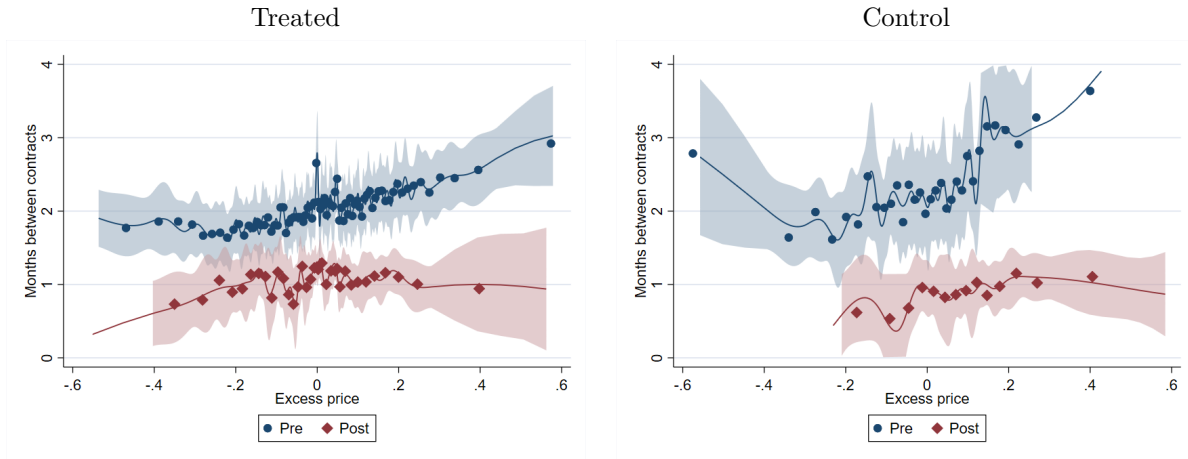 Treated
Months between contracts
4
3
2
1
0
-.6 -.4 -.2 0 .2 .4 .6
Excess price
Pre Post
Control
Months between contracts
4
3
2
1
0
-.6 -.4 -.2 0 .2 .4 .6
Excess price
Pre Post